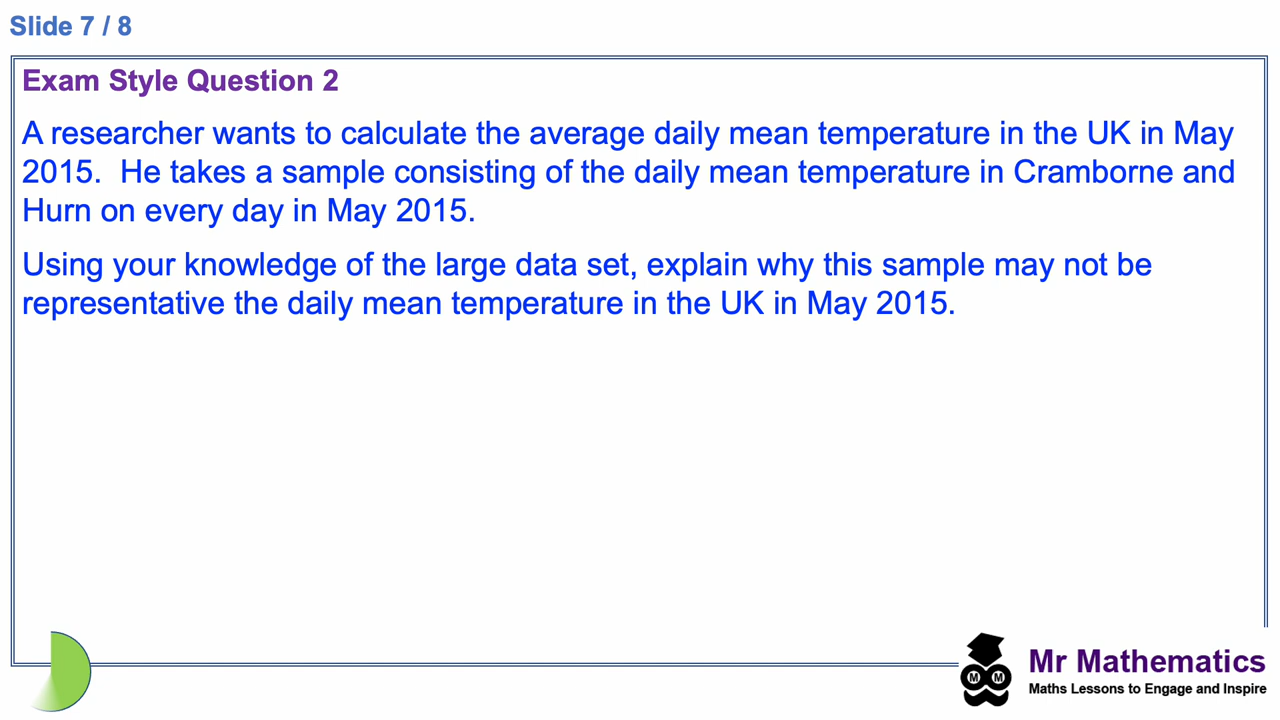 Slide 7 / 8
Exam Style Question 2
A researcher wants to calculate the average daily mean temperature in the UK in May
2015. He takes a sample consisting of the daily mean temperature in Cramborne and
Hurn on every day in May 2015.
Using your knowledge of the large data set, explain why this sample may not be
representative the daily mean temperature in the UK in May 2015.
M M
Mr Mathematics
Maths Lessons to Engage and Inspire